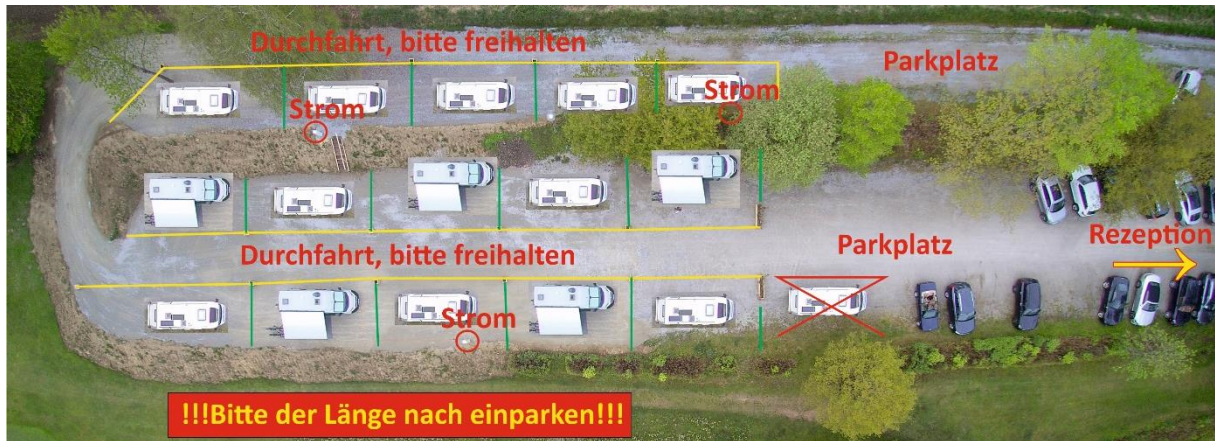 Durchfahrt, bitte freihalten
Parkplatz
Strom
Strom
Durchfahrt, bitte freihalten
Parkplatz
Rezeption
Strom
!!!Bitte der Länge nach einparken!!!